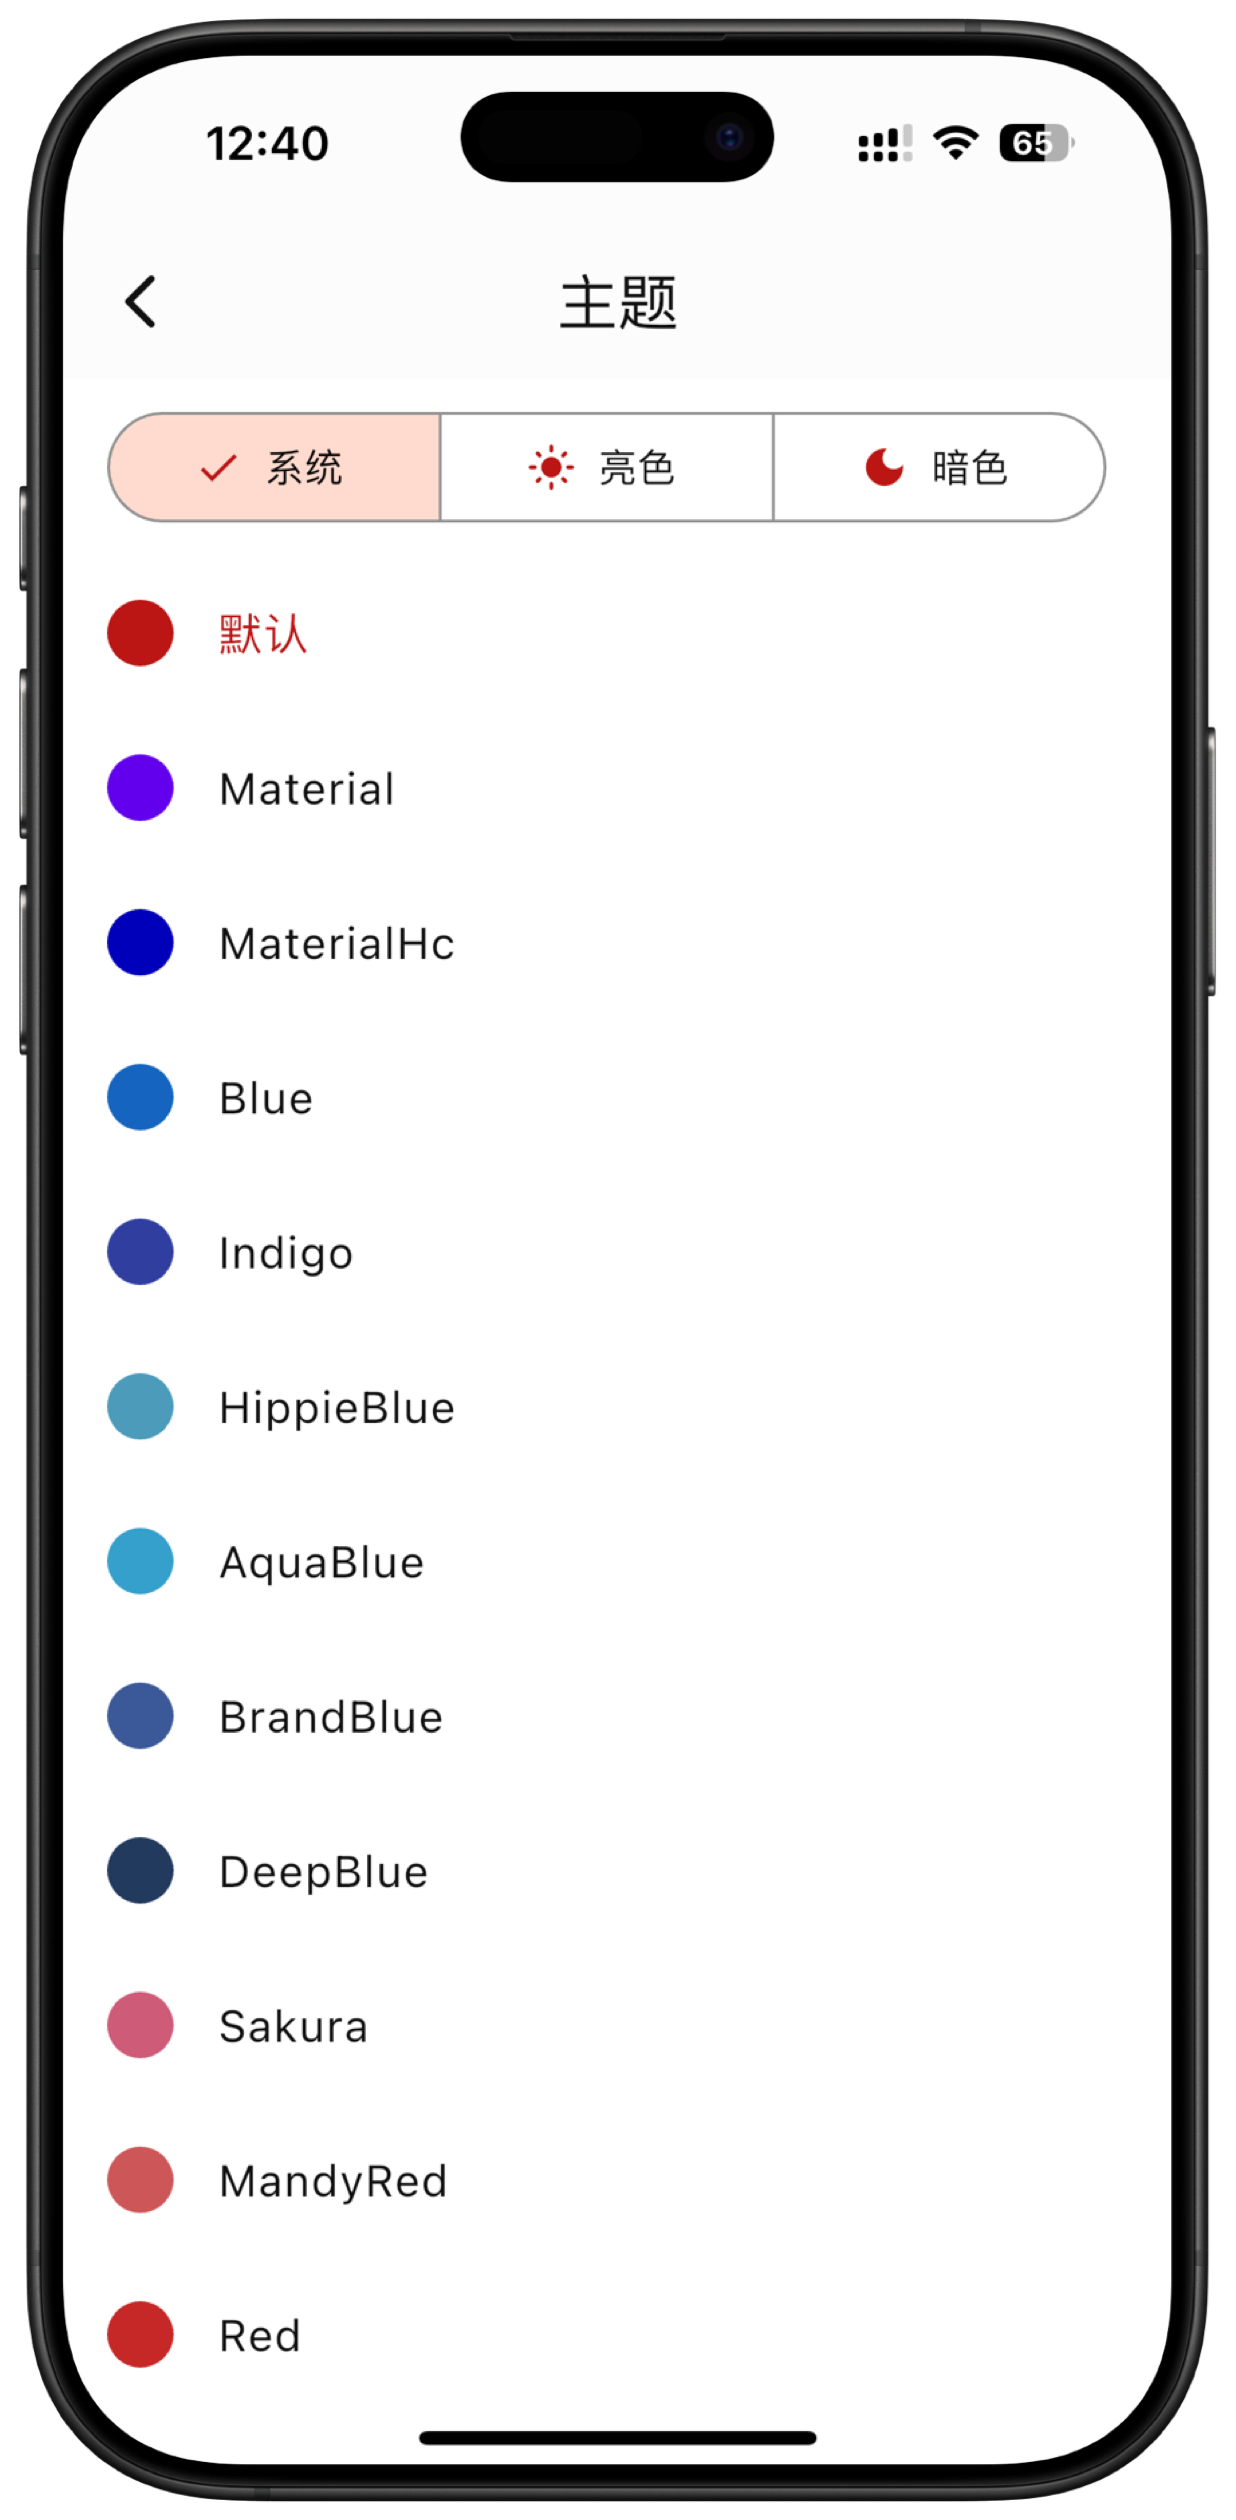 12:40
65
主题
系统 亮色 暗色
默认
Material
MaterialHc
Blue
Indigo
HippieBlue
AquaBlue
BrandBlue
DeepBlue
Sakura
MandyRed
Red